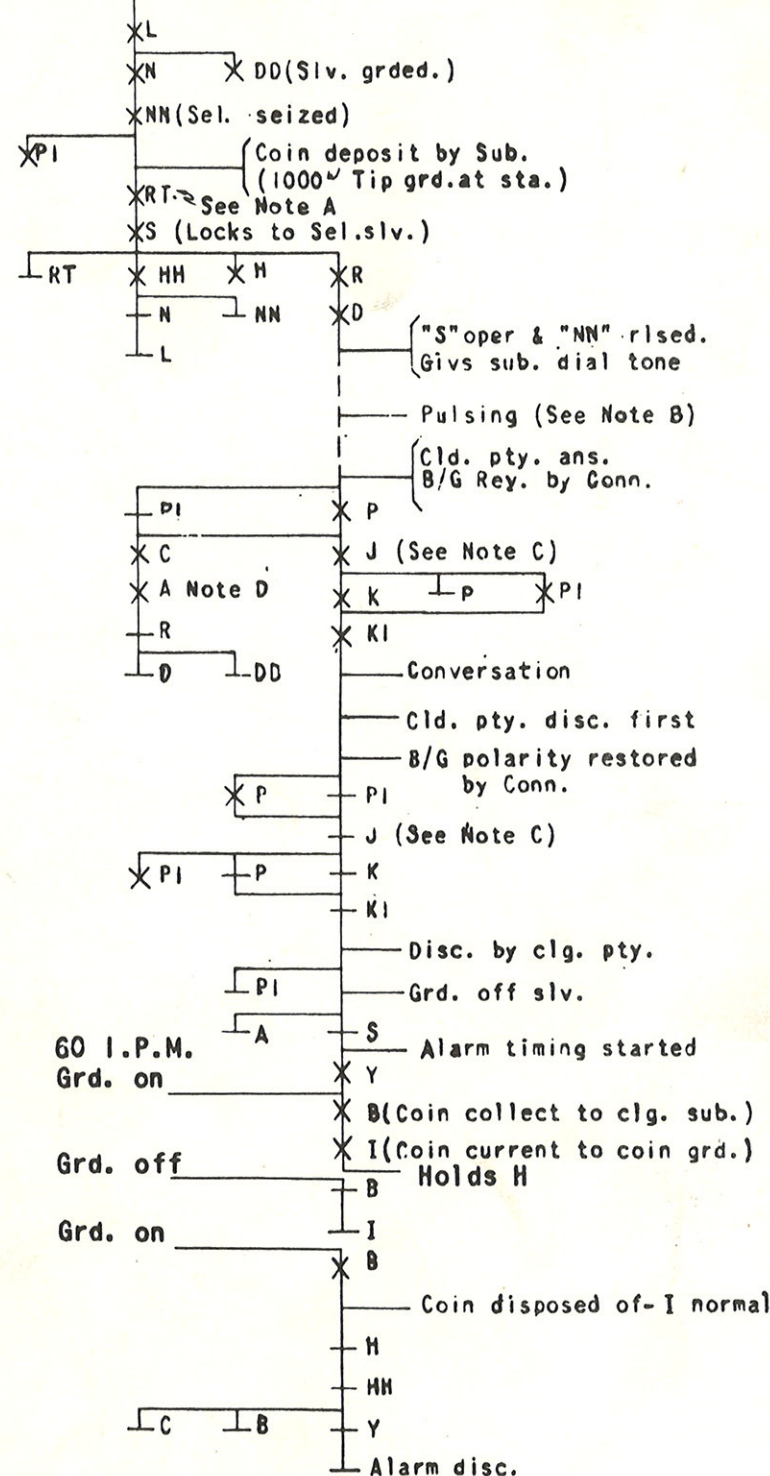 L
N
DD(Slv. grded.)
NN(Sel. seized)
PI
Coin deposit by Sub.
(1000ω Tip grd.at sta.)
RT
See Note A
S (Locks to Sel.slv.)
RT
HH
H
R
N
NN
D
L
"S"oper & "NN" rlsed.
Givs sub. dial tone
Pulsing (See Note B)
Cld. pty. ans.
B/G Rey. by Conn.
PI
P
C
J (See Note C)
A Note D
K
P
PI
R
KI
D
DD
Conversation
Cld. pty. disc. first
B/G polarity restored
by Conn.
P
PI
J (See Note C)
PI
P
K
KI
Disc. by clg. pty.
PI
Grd. off slv.
A
S
60 I.P.M.
Alarm timing started
Grd. on
Y
B(Coin collect to clg. sub.)
I(Coin current to coin grd.)
Grd. off
Holds H
B
I
Grd. on
B
Coin disposed of- I normal
H
HH
C
B
Y
Alarm disc.